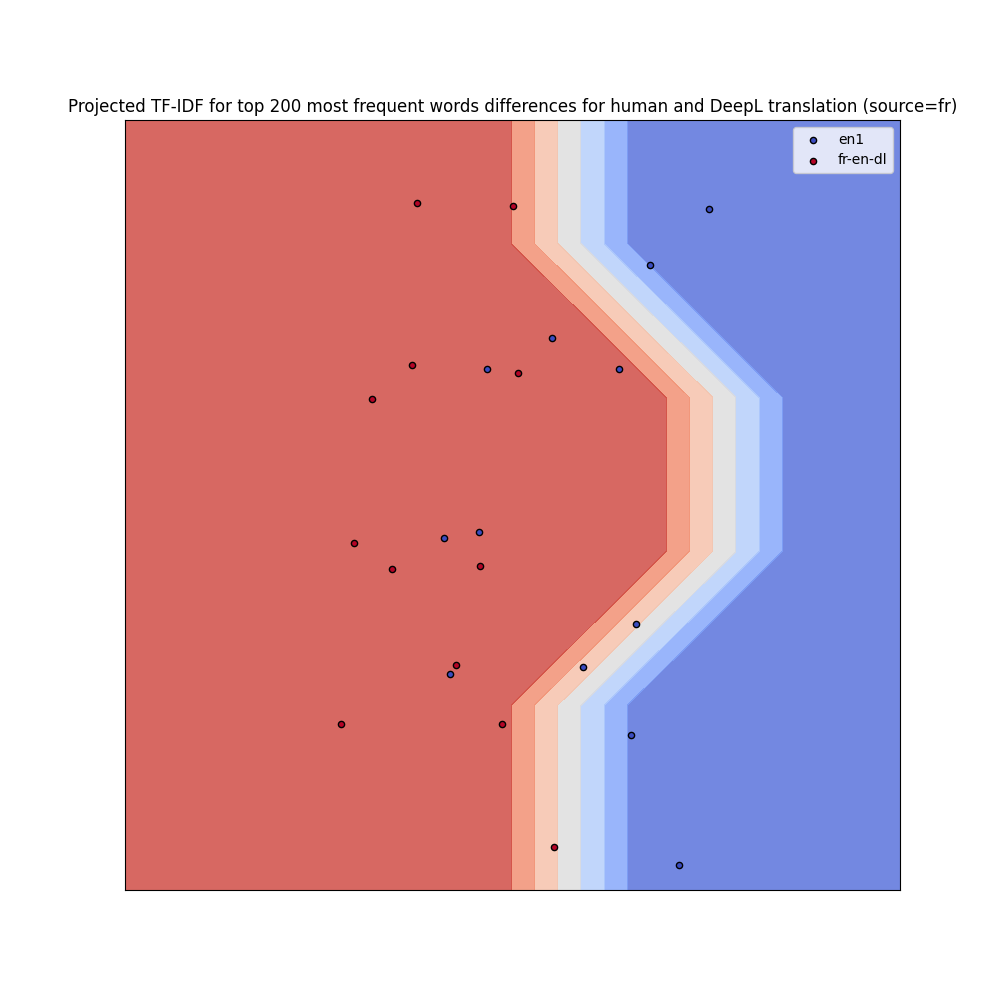 Projected TF-IDF for top 200 most frequent words differences for human and DeepL translation (source=fr)
en1
fr-en-dl